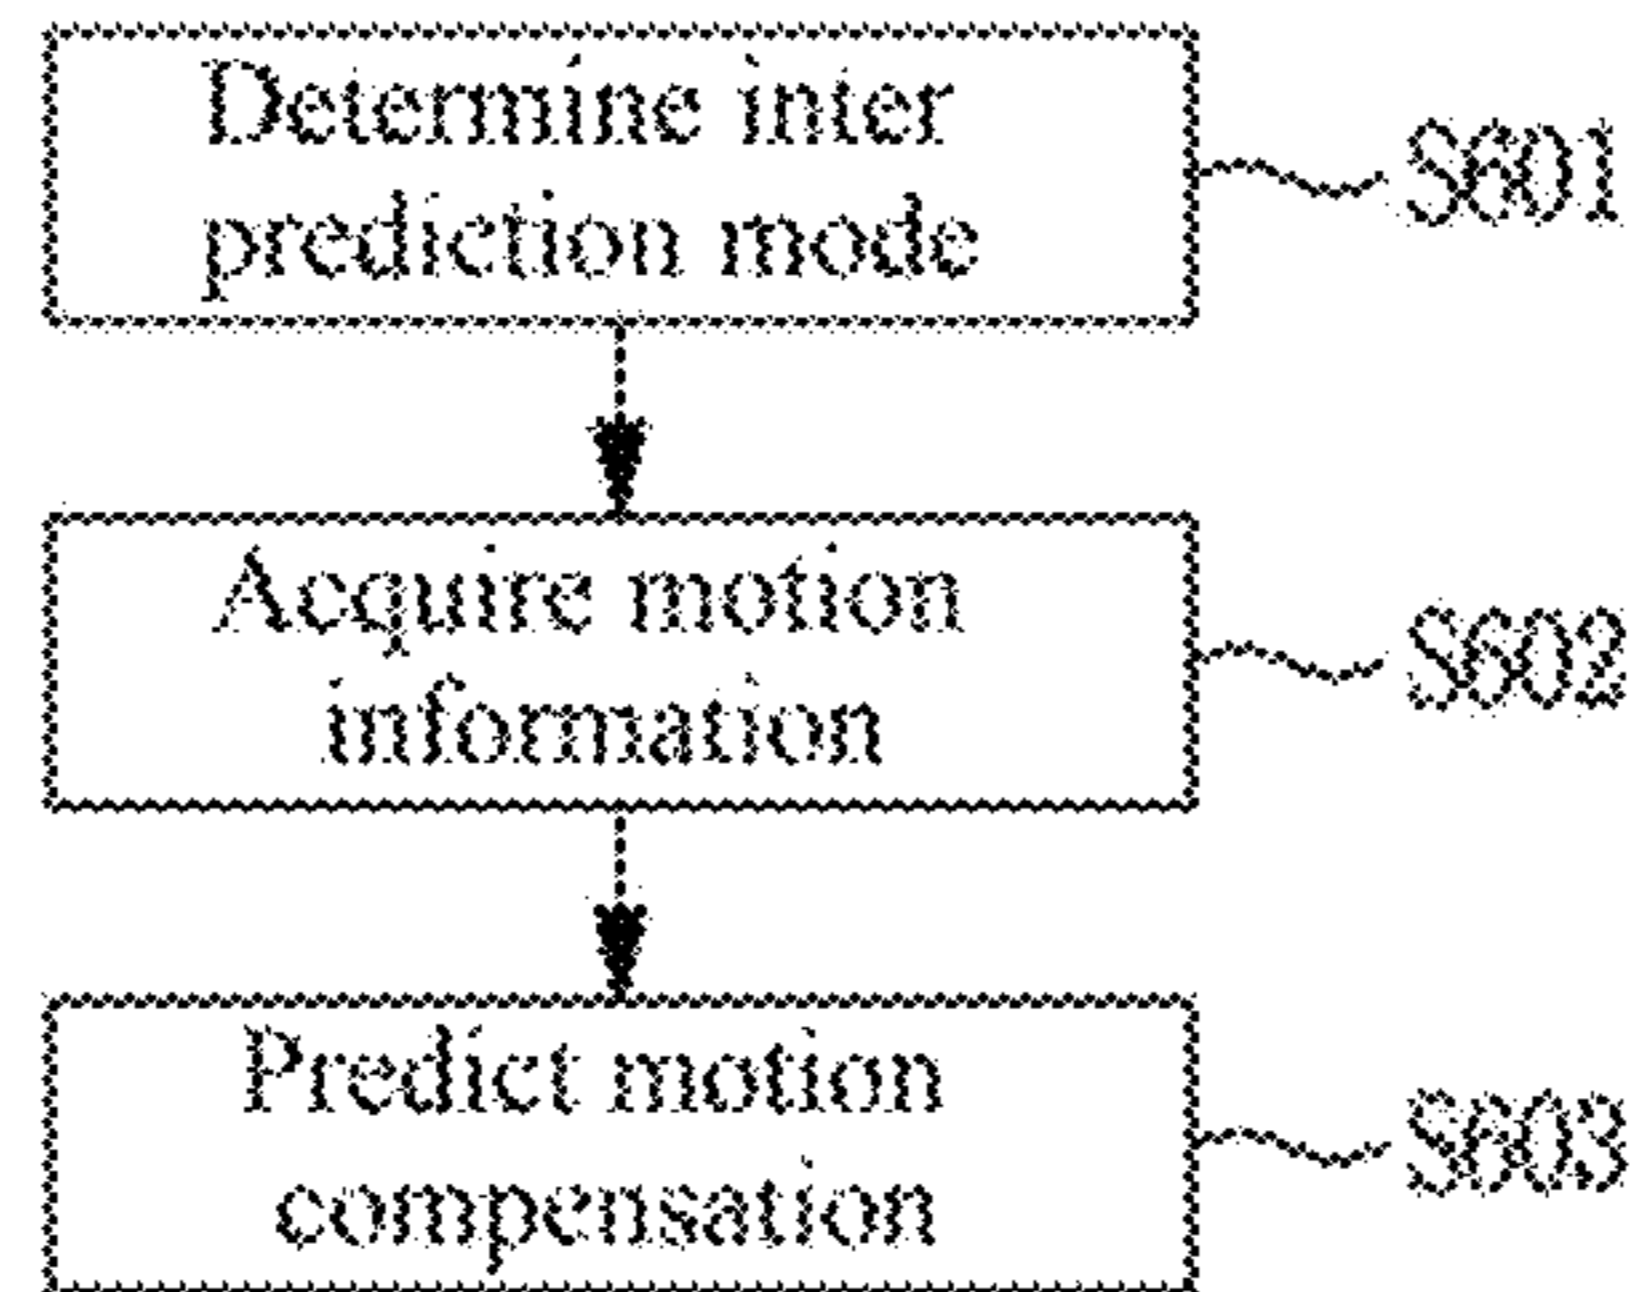 Determine inter
prediction mode
S601
Acquire motion
information
S602
Predict motion
compensation
S603